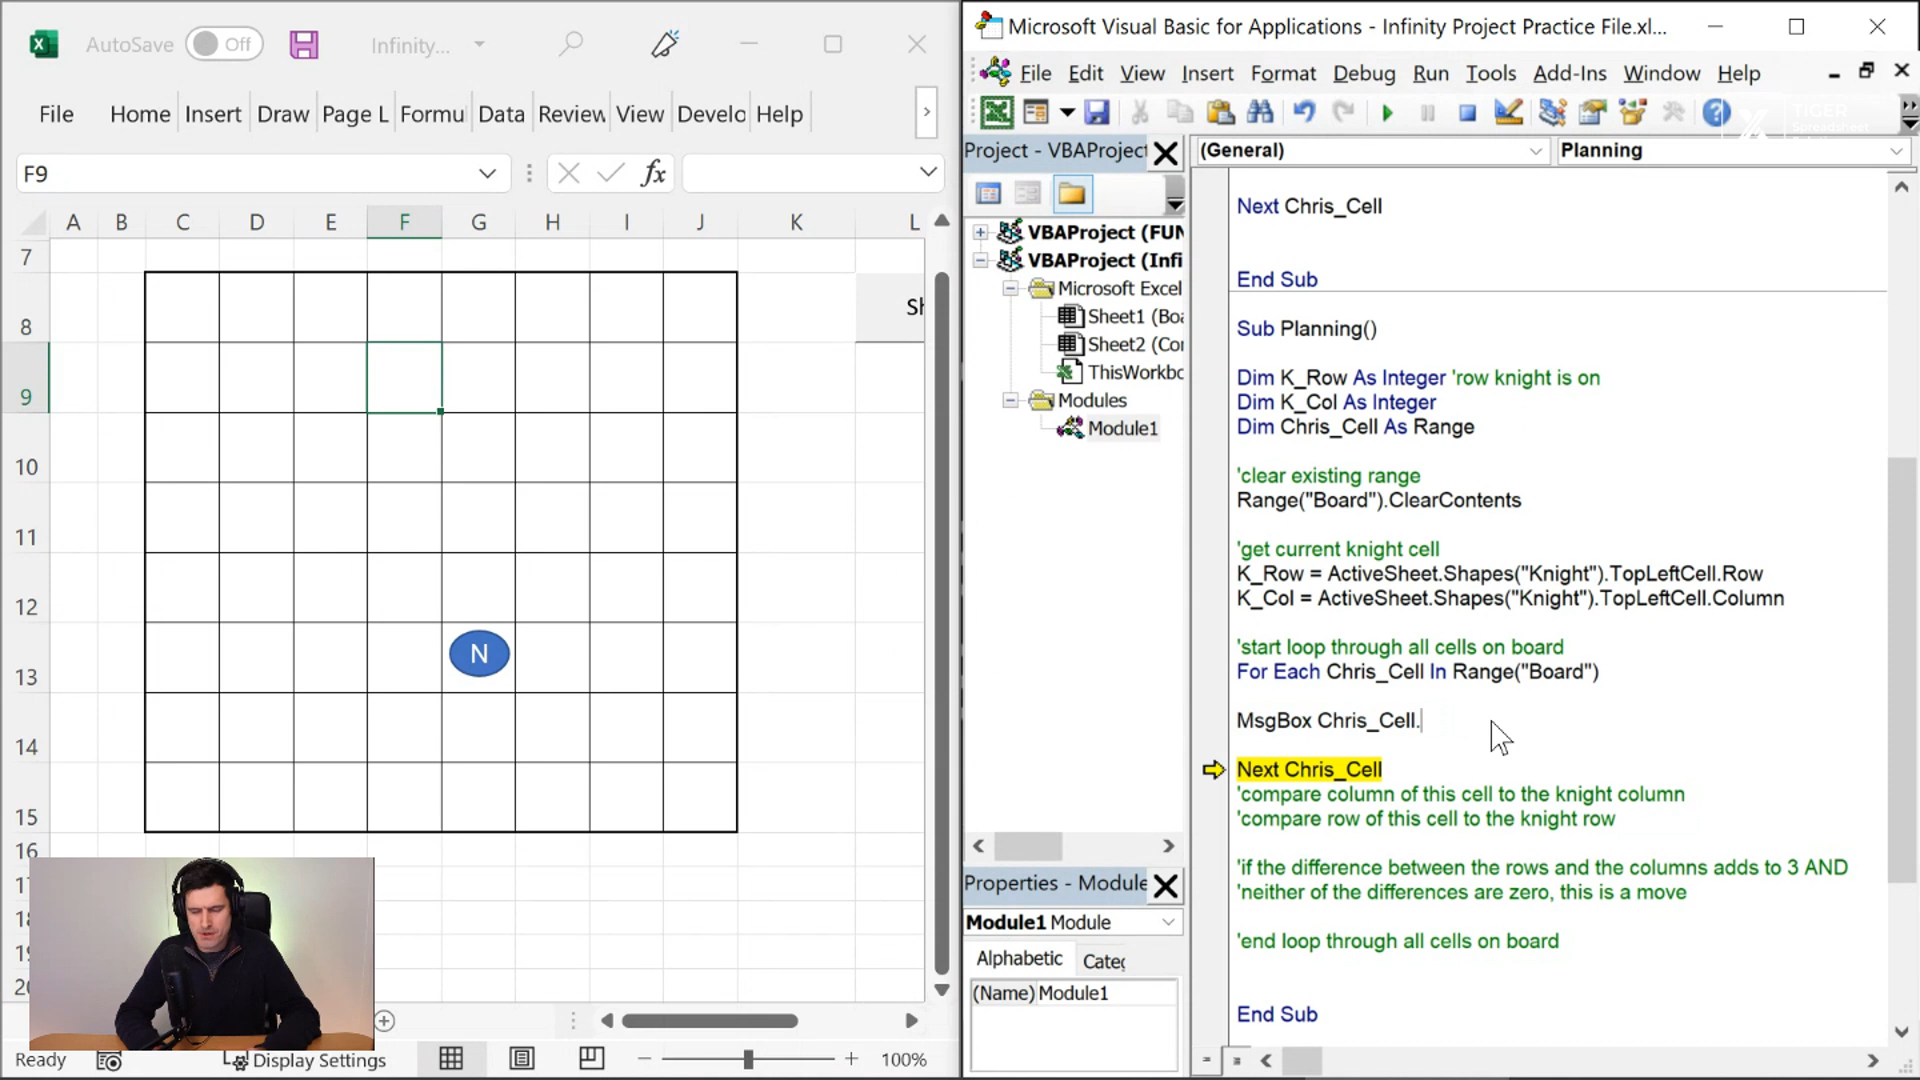 AutoSave
Off
Infinity...
File
Home
Insert
Draw
Page L
Formu
Data
Review
View
Develo
Help
F9
fx
A B C D E F G H I J K L
7
8
9
10
11
12
13
14
15
16
N
Ready
Display Settings
100%
Microsoft Visual Basic for Applications - Infinity Project Practice File.xl...
File Edit View Insert Format Debug Run Tools Add-Ins Window Help
TIGER
Spreadsheet
Project - VBAProject
VBAProject (FUN
VBAProject (Infi
Microsoft Excel
Sheet1 (Boa
Sheet2 (Cor
ThisWorkbo
Modules
Module1
Properties - Module
Module1 Module
Alphabetic
Categ
(Name) Module1
(General)
Planning
Next Chris_Cell
End Sub
Sub Planning()
Dim K_Row As Integer 'row knight is on
Dim K_Col As Integer
Dim Chris_Cell As Range
'clear existing range
Range("Board").ClearContents
'get current knight cell
K_Row = ActiveSheet.Shapes("Knight").TopLeftCell.Row
K_Col = ActiveSheet.Shapes("Knight").TopLeftCell.Column
'start loop through all cells on board
For Each Chris_Cell In Range("Board")
MsgBox Chris_Cell.
Next Chris_Cell
'compare column of this cell to the knight column
'compare row of this cell to the knight row
'if the difference between the rows and the columns adds to 3 AND
'neither of the differences are zero, this is a move
'end loop through all cells on board
End Sub